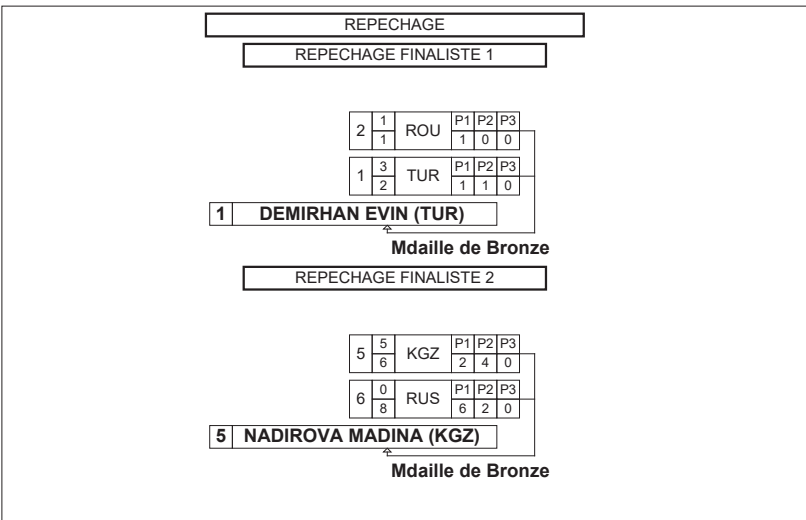 REPECHAGE
REPECHAGE FINALISTE 1
2 1 1 ROU P1 P2 P3
1 0 0
1 3 2 TUR P1 P2 P3
1 1 0
1 DEMIRHAN EVIN (TUR)
Mdaille de Bronze
REPECHAGE FINALISTE 2
5 5 6 KGZ P1 P2 P3
2 4 0
6 0 8 RUS P1 P2 P3
6 2 0
5 NADIROVA MADINA (KGZ)
Mdaille de Bronze